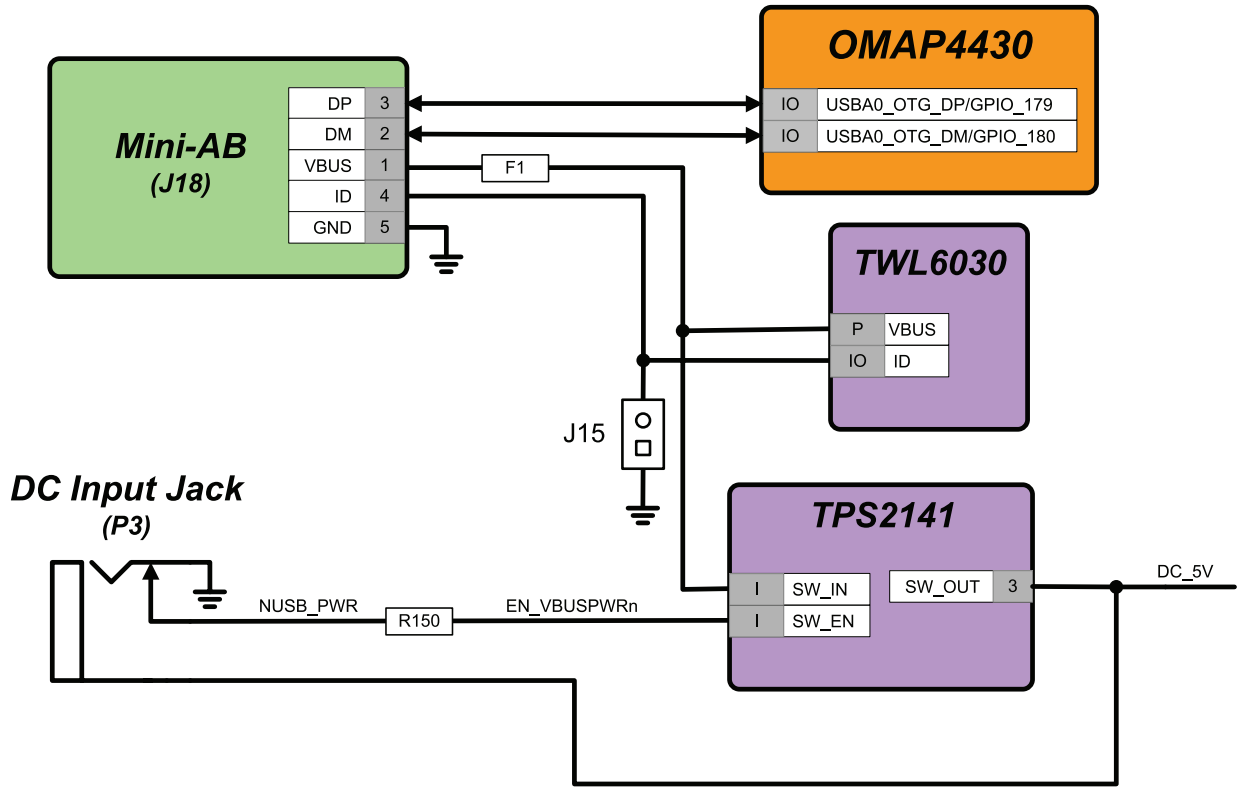 OMAP4430
IO USBA0_OTG_DP/GPIO_179
IO USBA0_OTG_DM/GPIO_180
Mini-AB
(J18)
DP 3
DM 2
VBUS 1
ID 4
GND 5
F1
TWL6030
P VBUS
IO ID
J15
DC Input Jack
(P3)
TPS2141
I SW_IN
I SW_EN
SW_OUT 3
DC_5V
NUSB_PWR
R150
EN_VBUSPWRn